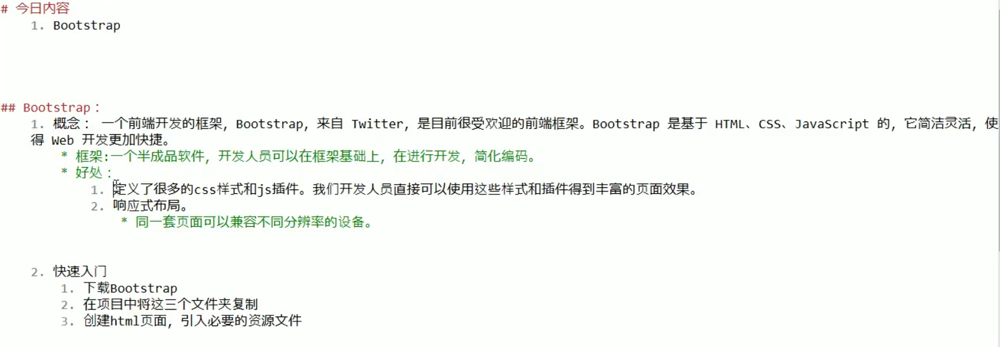 # 今日内容
1. Bootstrap
## Bootstrap：
1. 概念： 一个前端开发的框架，Bootstrap，来自 Twitter，是目前很受欢迎的前端框架。Bootstrap 是基于 HTML、CSS、JavaScript 的，它简洁灵活，使
得 Web 开发更加快捷。
* 框架:一个半成品软件，开发人员可以在框架基础上，在进行开发，简化编码。
* 好处：
1. 定义了很多的css样式和js插件。我们开发人员直接可以使用这些样式和插件得到丰富的页面效果。
2. 响应式布局。
* 同一套页面可以兼容不同分辨率的设备。
2. 快速入门
1. 下载Bootstrap
2. 在项目中将这三个文件夹复制
3. 创建html页面，引入必要的资源文件